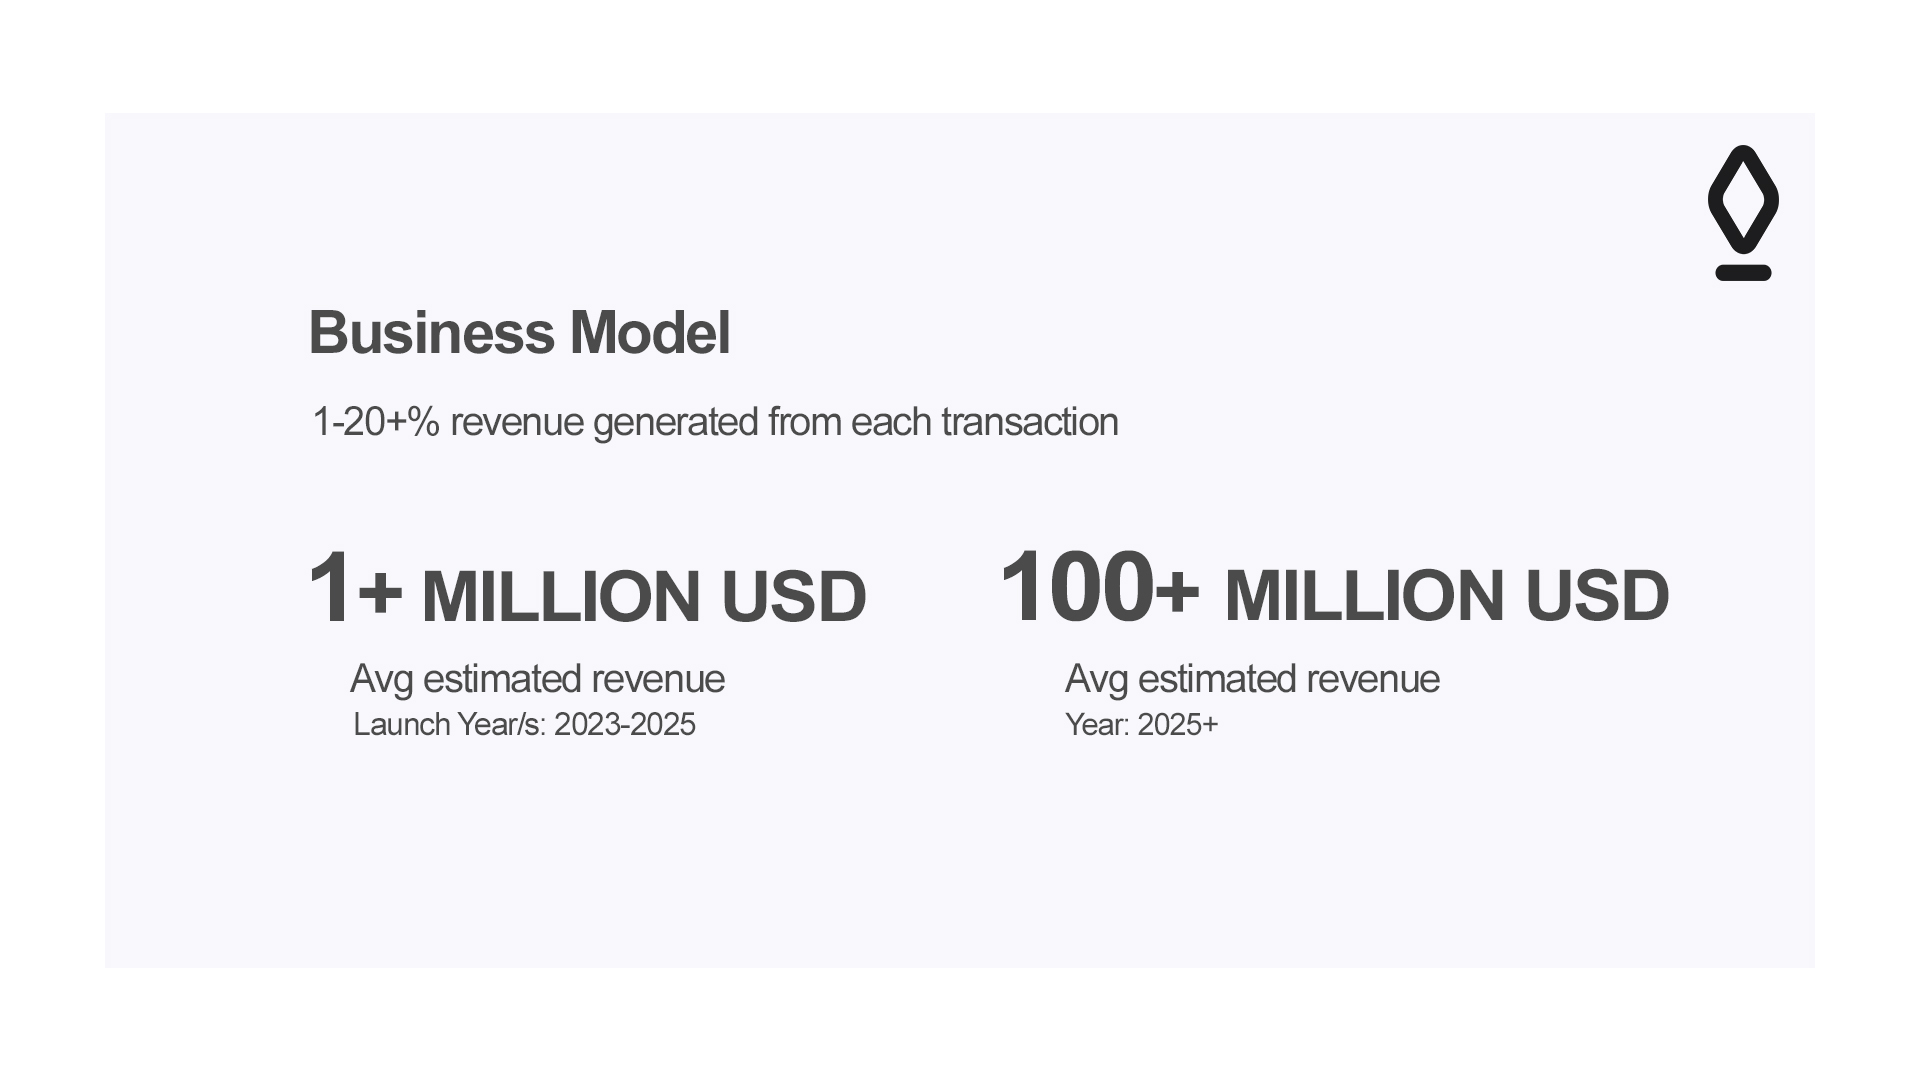 Business Model
1-20+% revenue generated from each transaction
1+ MILLION USD
Avg estimated revenue
Launch Year/s: 2023-2025
100+ MILLION USD
Avg estimated revenue
Year: 2025+